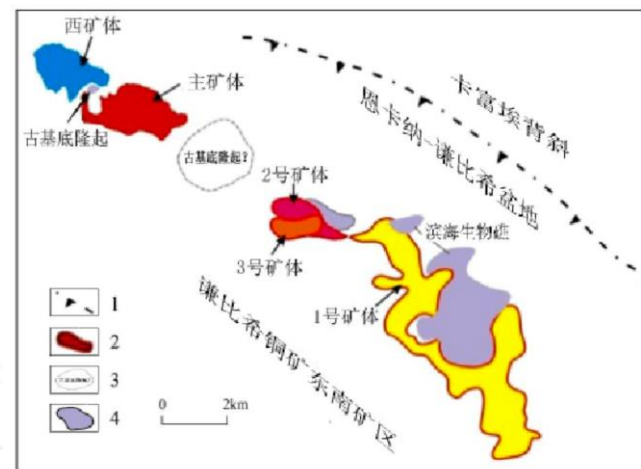 西矿体
主矿体
古基底隆起
古基底隆起?
卡富埃背斜
恩卡纳-谦比希盆地
2号矿体
滨海生物礁
3号矿体
1号矿体
谦比希铜矿东南矿区
1
2
3
4
0 2km